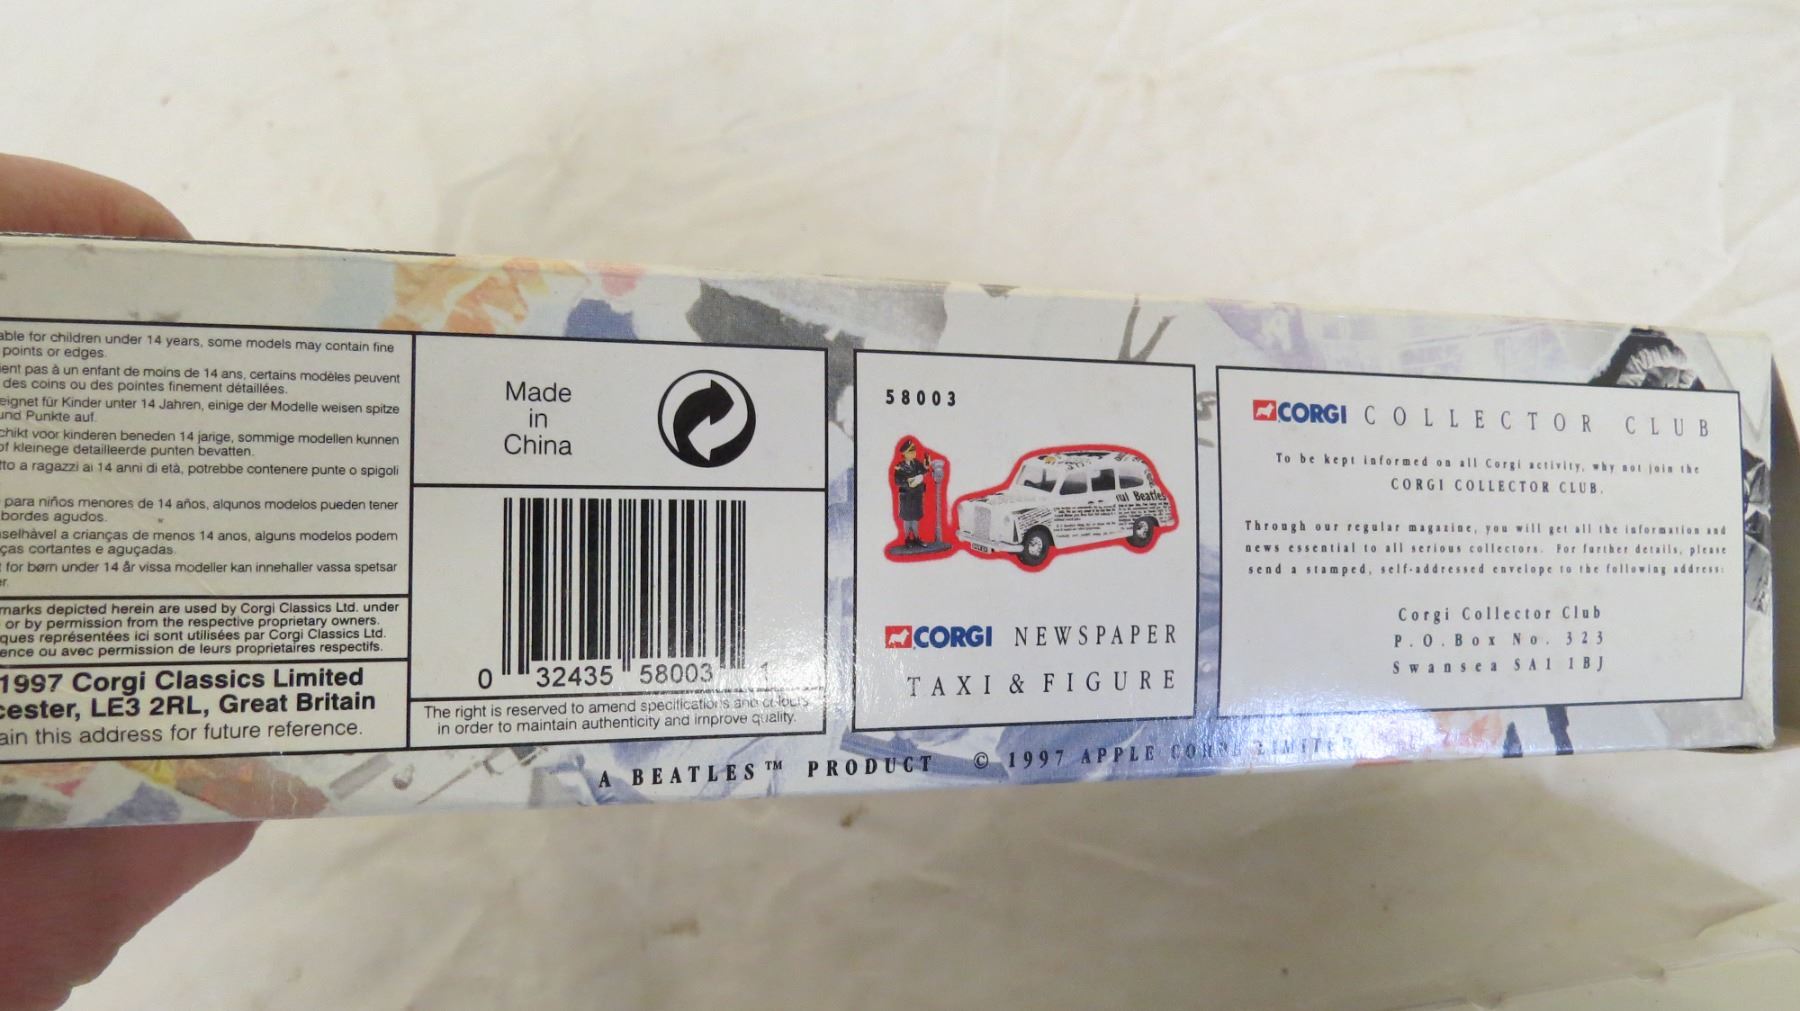 able for children under 14 years, some models may contain fine
points or edges.
ient pas à un enfant de moins de 14 ans, certains modèles peuvent
des coins ou des pointes finement détaillées.
eignet für Kinder unter 14 Jahren, einige der Modelle weisen spitze
und Punkte auf.
chikt voor kinderen beneden 14 jarige, sommige modellen kunnen
of kleinege detailleerde punten bevatten.
tto a ragazzi ai 14 anni di età, potrebbe contenere punte o spigoli
para niños menores de 14 años, alqunos modelos pueden tener
bordes agudos.
selhàvel a crianças de menos 14 anos, alguns modelos podem
ças cortantes e aguçadas.
for børn under 14 år vissa modeller kan innehaller vassa spetsar
er.
marks depicted herein are used by Corgi Classics Ltd. under
or by permission from the respective proprietary owners.
ques représentées ici sont utilisées par Corgi Classics Ltd.
ence ou avec permission de leurs proprietaires respectifs.
1997 Corgi Classics Limited
cester, LE3 2RL, Great Britain
ain this address for future reference.
Made
in
China
0 32435 58003 1
The right is reserved to amend specifications and colours
in order to maintain authenticity and improve quality.
58003
Beatles
CORGI NEWSPAPER
TAXI & FIGURE
CORGI COLLECTOR CLUB
To be kept informed on all Corgi activity, why not join the
CORGI COLLECTOR CLUB.
Through our regular magazine, you will get all the information and
news essential to all serious collectors. For further details, please
send a stamped, self-addressed envelope to the following address:
Corgi Collector Club
P.O. Box No. 323
Swansea SA1 1BJ
A BEATLES™ PRODUCT © 1997 APPLE CORPS LIMITED